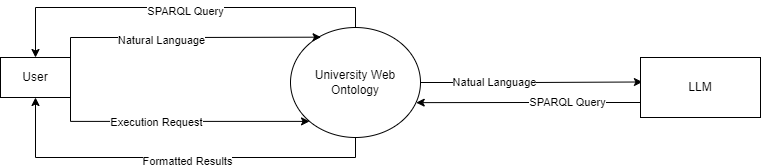 SPARQL Query
Natural Language
User
University Web
Ontology
Natual Language
LLM
SPARQL Query
Execution Request
Formatted Results